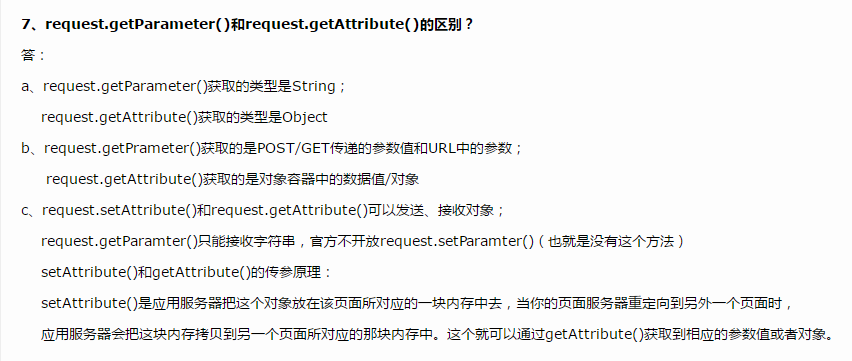 7、request.getParameter()和request.getAttribute()的区别？
答：
a、request.getParameter()获取的类型是String；
request.getAttribute()获取的类型是Object
b、request.getPrameter()获取的是POST/GET传递的参数值和URL中的参数；
request.getAttribute()获取的是对象容器中的数据值/对象
c、request.setAttribute()和request.getAttribute()可以发送、接收对象；
request.getParamter()只能接收字符串，官方不开放request.setParamter()（也就是没有这个方法）
setAttribute()和getAttribute()的传参原理：
setAttribute()是应用服务器把这个对象放在该页面所对应的一块内存中去，当你的页面服务器重定向到另外一个页面时，
应用服务器会把这块内存拷贝到另一个页面所对应的那块内存中。这个就可以通过getAttribute()获取到相应的参数值或者对象。